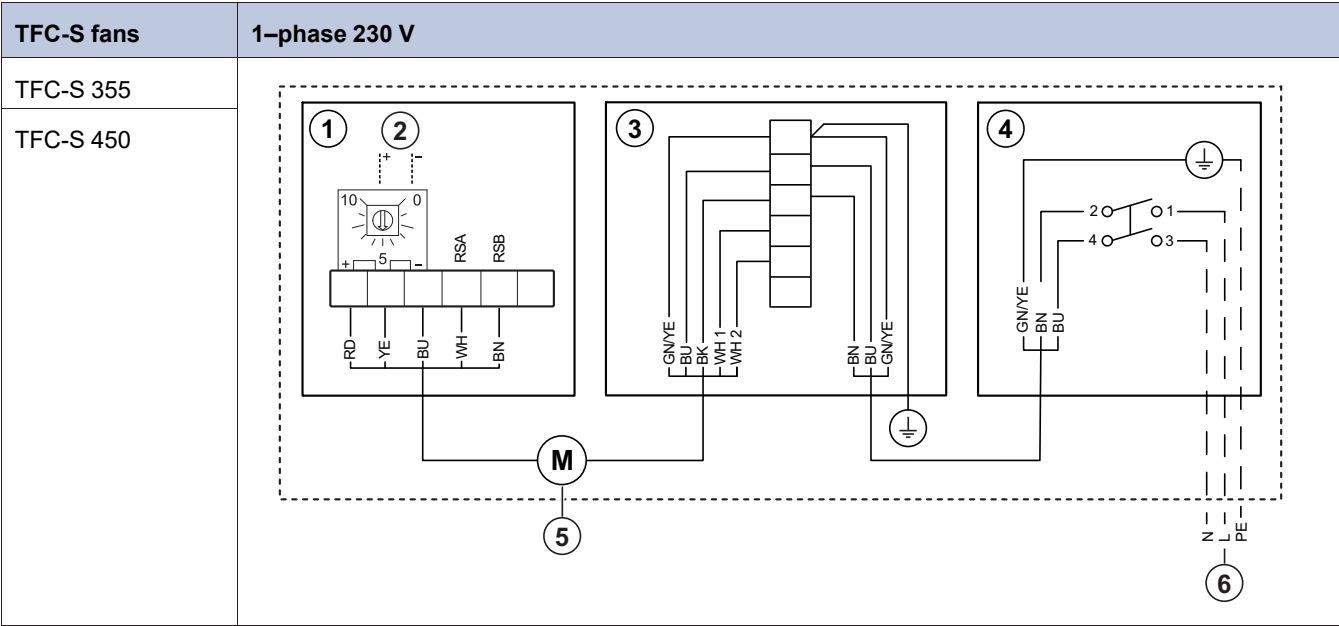 TFC-S fans
1–phase 230 V
TFC-S 355
TFC-S 450
1
2
+ -
10 0
5
+ -
RSA
RSB
RD
YE
BU
WH
BN
3
GN/YE
BU
BK
WH 1
WH 2
BN
BU
GN/YE
4
2 1
4 3
GN/YE
BN
BU
M
5
N
L
PE
6